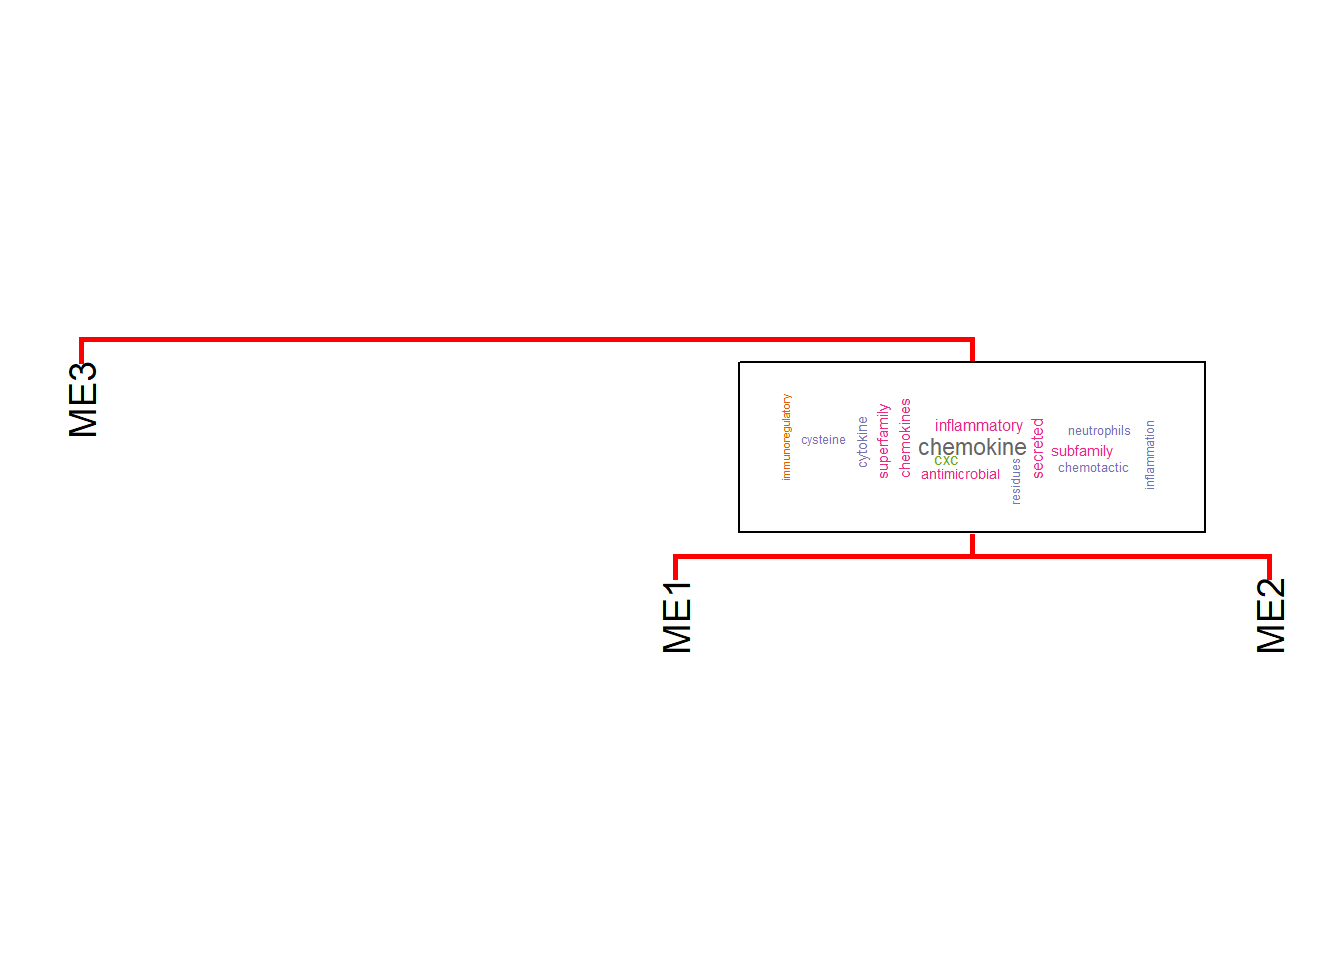 ME3
immunoregulatory
cysteine
cytokine
superfamily
chemokines
inflammatory
chemokine
cxc
antimicrobial
residues
secreted
neutrophils
subfamily
chemotactic
inflammation
ME1
ME2